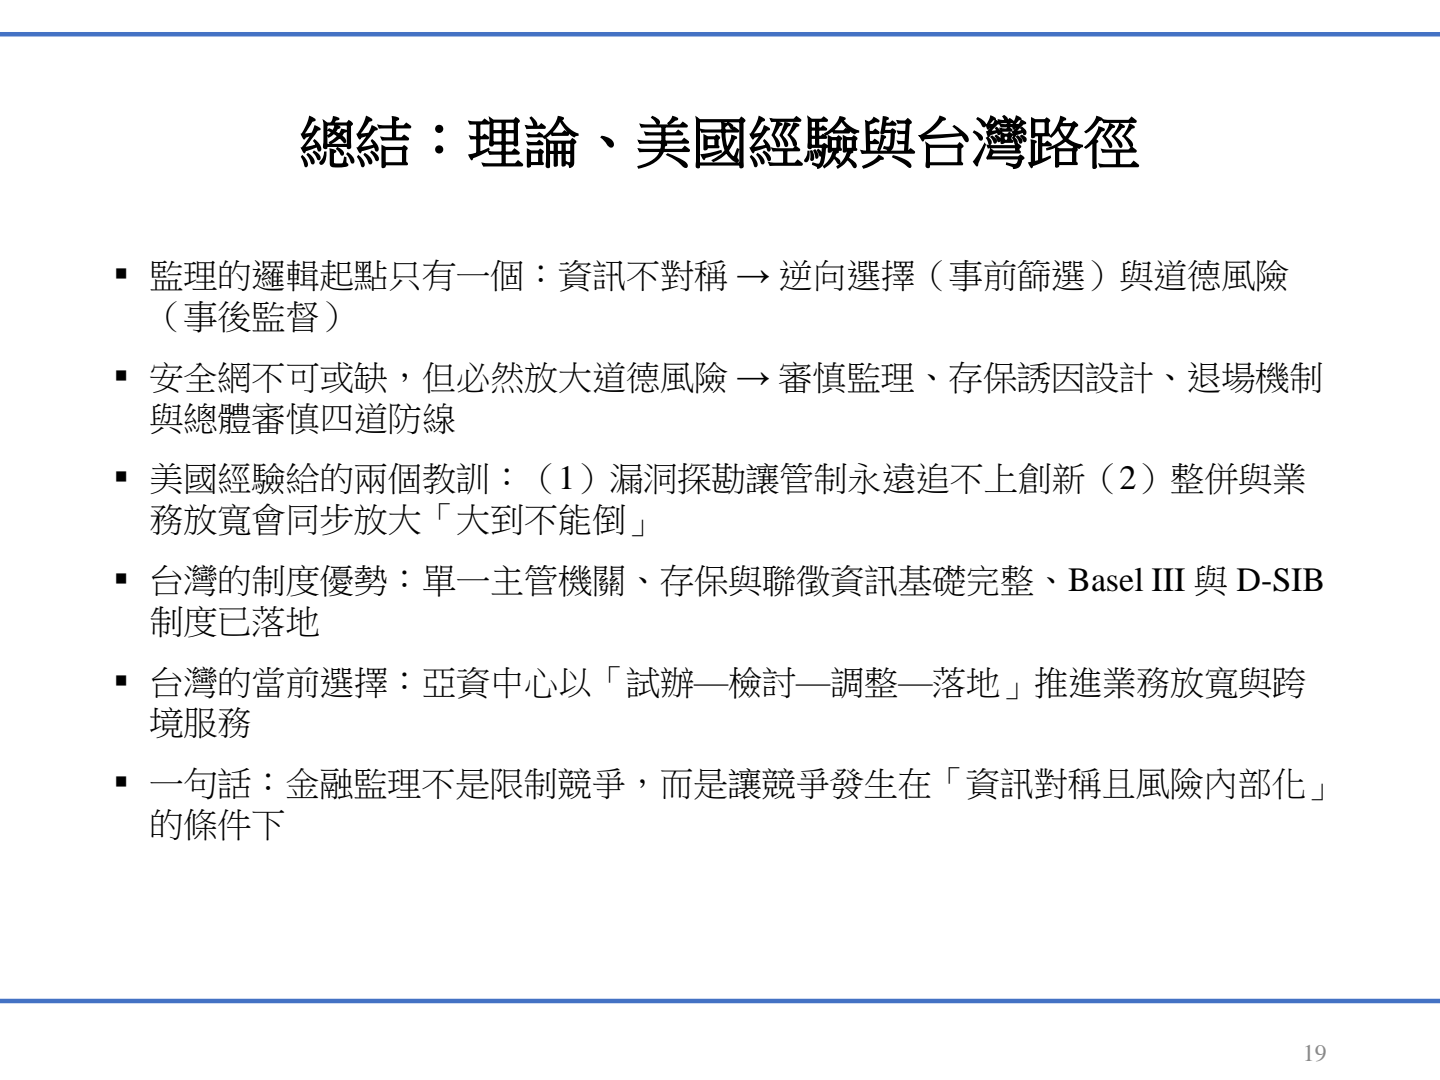 總結：理論、美國經驗與台灣路徑
▪ 監理的邏輯起點只有一個：資訊不對稱 → 逆向選擇（事前篩選）與道德風險
（事後監督）
▪ 安全網不可或缺，但必然放大道德風險 → 審慎監理、存保誘因設計、退場機制
與總體審慎四道防線
▪ 美國經驗給的兩個教訓：（1）漏洞探勘讓管制永遠追不上創新（2）整併與業
務放寬會同步放大「大到不能倒」
▪ 台灣的制度優勢：單一主管機關、存保與聯徵資訊基礎完整、Basel III 與 D-SIB
制度已落地
▪ 台灣的當前選擇：亞資中心以「試辦—檢討—調整—落地」推進業務放寬與跨
境服務
▪ 一句話：金融監理不是限制競爭，而是讓競爭發生在「資訊對稱且風險內部化」
的條件下
19